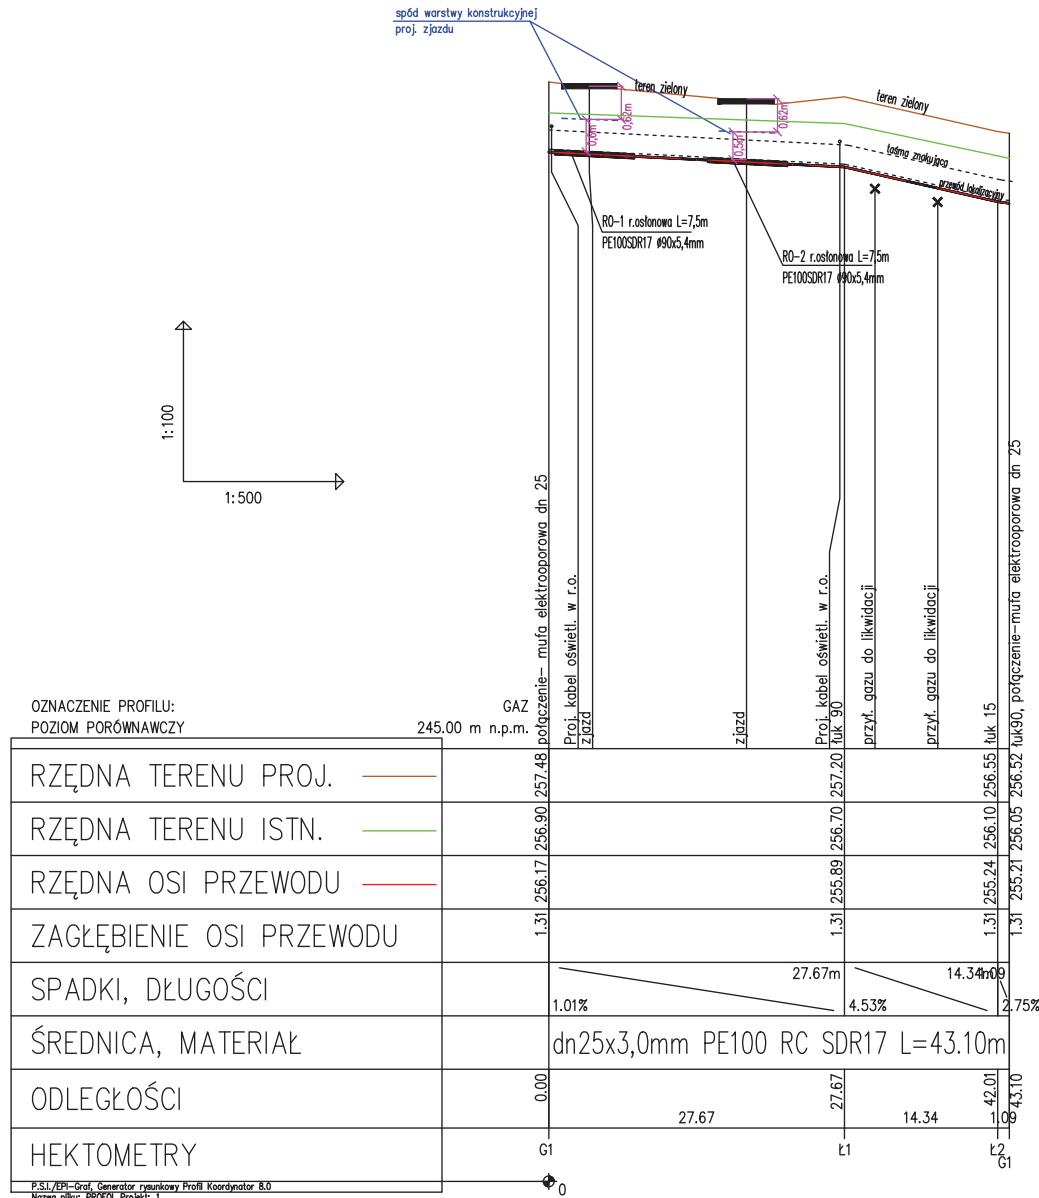 spód warstwy konstrukcyjnej
proj. zjazdu
teren zielony
teren zielony
0,62m
0,62m
0,6m
0,5m
taśma znakująca
przewód lokalizacyjny
RO-1 r.osłonowa L=7,5m
PE100SDR17 ø90x5,4mm
RO-2 r.osłonowa L=7,5m
PE100SDR17 ø90x5,4mm
1:100
1:500
połączenie- mufa elektrooporowa dn 25
Proj. kabel oświetl. w r.o.
zjazd
zjazd
Proj. kabel oświetl. w r.o.
łuk 90
przył. gazu do likwidacji
przył. gazu do likwidacji
łuk 15
łuk90, połączenie-mufa elektrooporowa dn 25
OZNACZENIE PROFILU: GAZ
POZIOM PORÓWNAWCZY 245.00 m n.p.m.
RZĘDNA TERENU PROJ. 257.48 257.20 256.55 256.52
RZĘDNA TERENU ISTN. 256.90 256.70 256.10 256.05
RZĘDNA OSI PRZEWODU 256.17 255.89 255.24 255.21
ZAGŁĘBIENIE OSI PRZEWODU 1.31 1.31 1.31 1.31
SPADKI, DŁUGOŚCI
27.67m 14.34m 1.09
1.01% 4.53% 2.75%
ŚREDNICA, MATERIAŁ dn25x3,0mm PE100 RC SDR17 L=43.10m
ODLEGŁOŚCI 0.00 27.67 42.01 43.10
27.67 14.34 1.09
HEKTOMETRY G1 Ł1 Ł2 G1
0
P.S.I./EPI-Graf, Generator rysunkowy Profil Koordynator 8.0
Nazwa pliku: PROFGL Projekt: 1